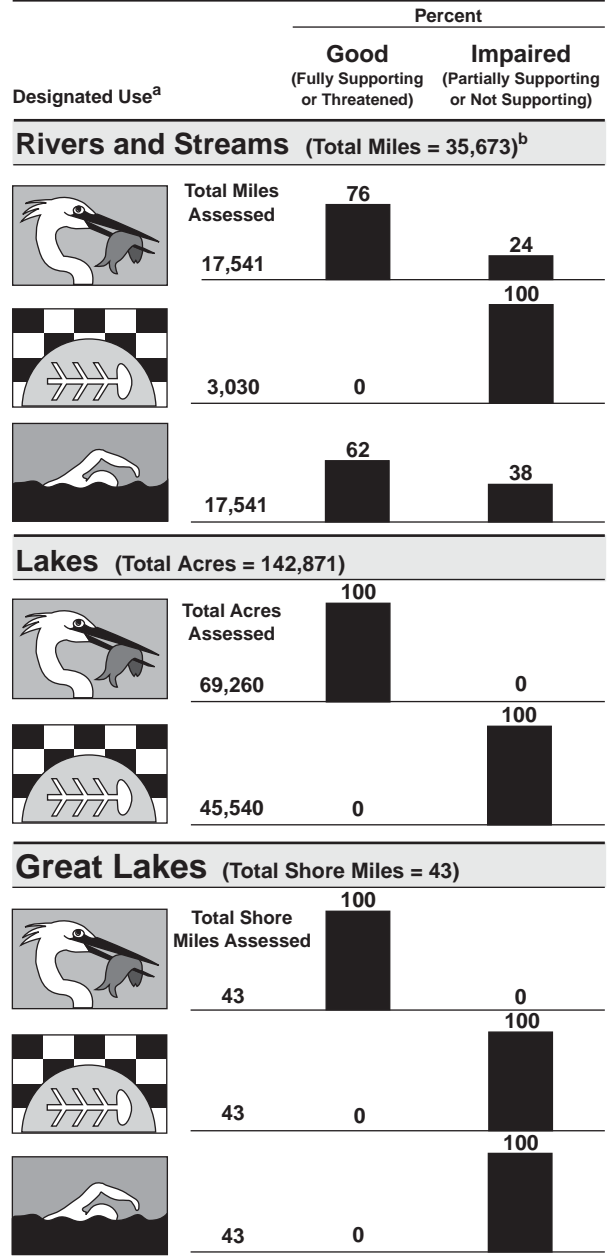 Percent
Good Impaired
(Fully Supporting (Partially Supporting
Designated Useᵃ or Threatened) or Not Supporting)
Rivers and Streams (Total Miles = 35,673)ᵇ
Total Miles
Assessed
76
24
17,541
100
3,030 0
62
38
17,541
Lakes (Total Acres = 142,871)
100
Total Acres
Assessed
69,260 0
100
45,540 0
Great Lakes (Total Shore Miles = 43)
100
Total Shore
Miles Assessed
43 0
100
43 0
100
43 0